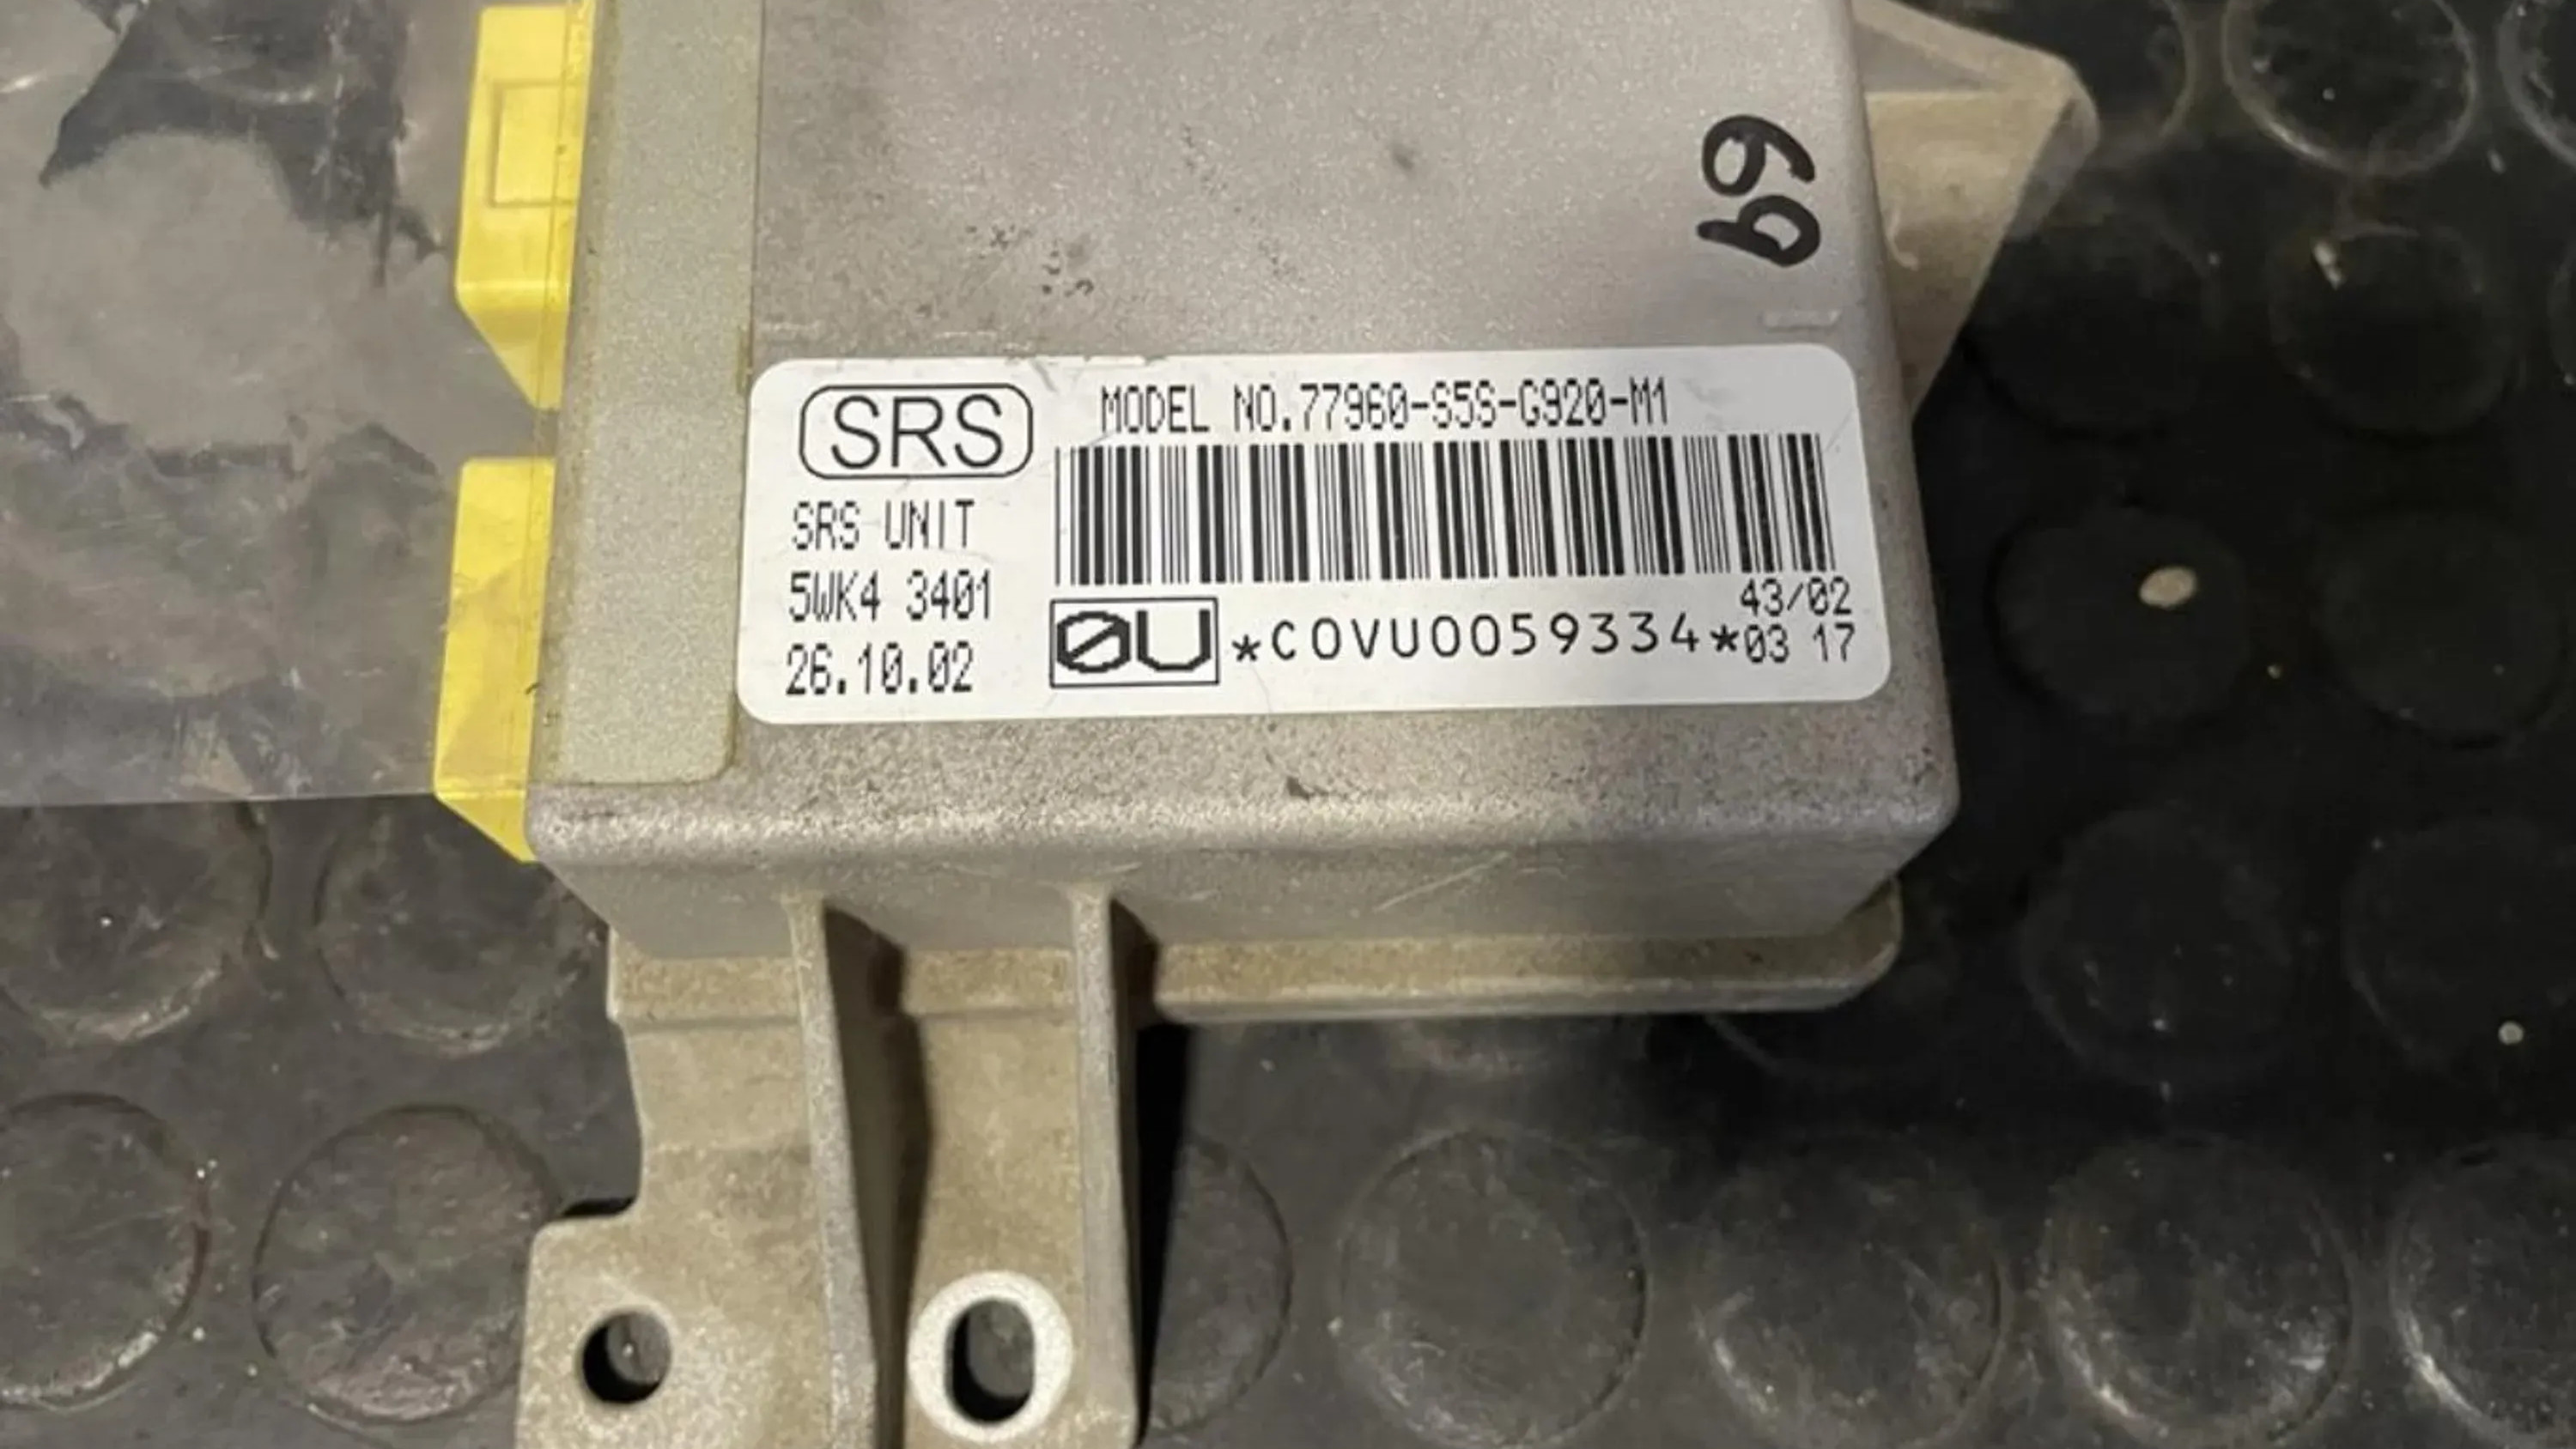 69
SRS
MODEL NO.77960-S5S-G920-M1
SRS UNIT
5WK4 3401
26.10.02
43/02
0U *C0VU0059334* 03 17